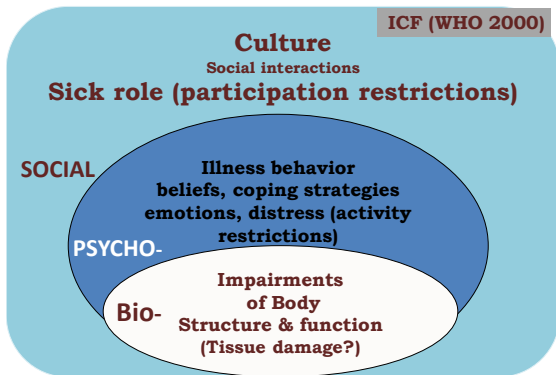 ICF (WHO 2000)
Culture
Social interactions
Sick role (participation restrictions)
SOCIAL
Illness behavior
beliefs, coping strategies
emotions, distress (activity
restrictions)
PSYCHO-
Impairments
of Body
Bio-
Structure & function
(Tissue damage?)